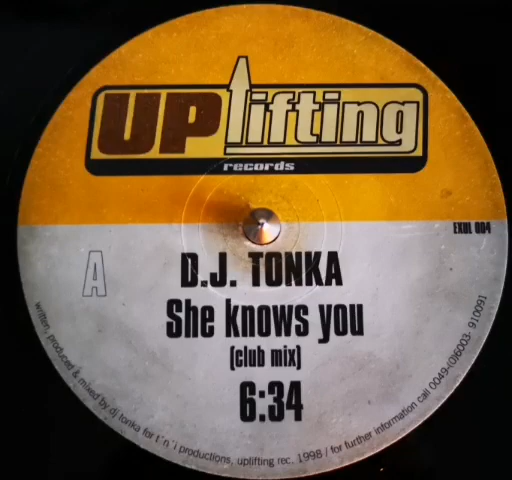 UPlifting
records
EXUL 004
A
D.J. TONKA
She knows you
(club mix)
6:34
written, produced & mixed by dj tonka for t´n´i productions, uplifting rec. 1998 / for further information call 0049-(0)6003- 910091